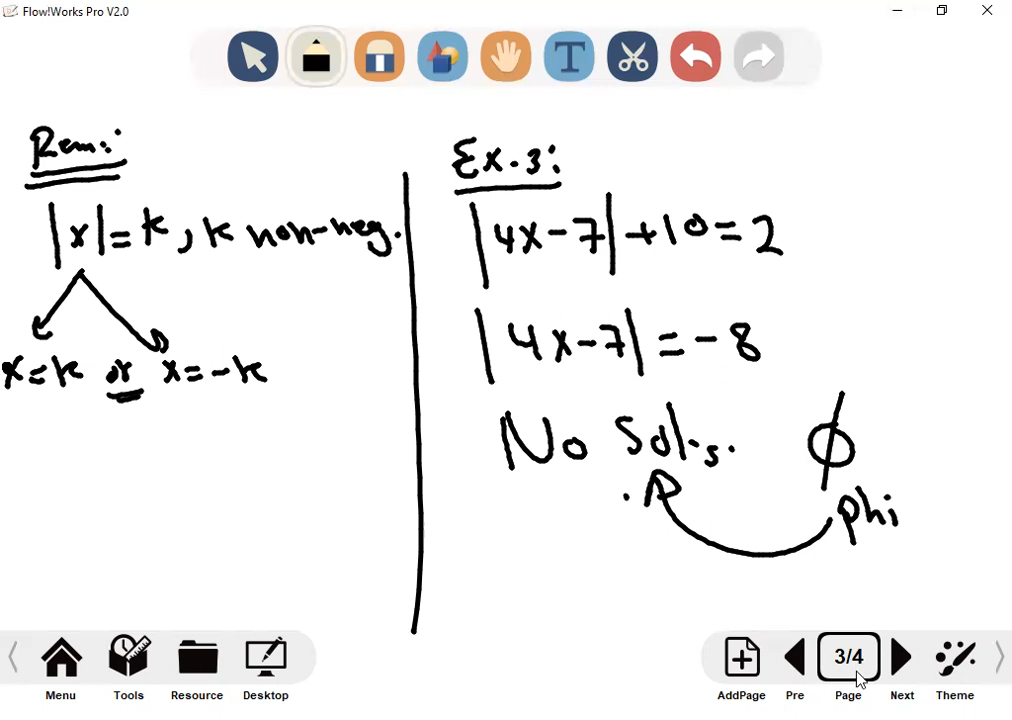 Flow!Works Pro V2.0
Rem:
|x| = k, k non-neg.
x = k or x = -k
Ex-3:
|4x-7| + 10 = 2
|4x-7| = -8
No Sol-s. ϕ
phi
Menu Tools Resource Desktop
3/4
AddPage Pre Page Next Theme